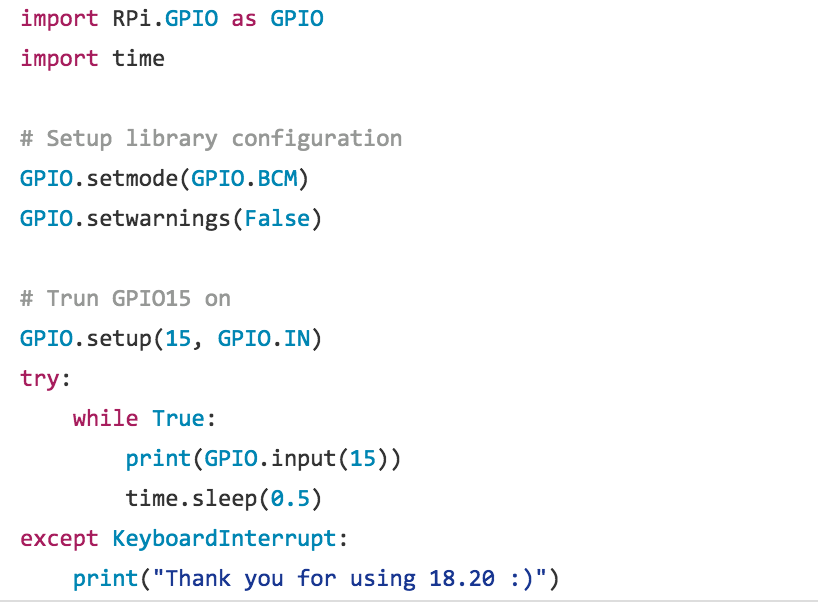 import RPi.GPIO as GPIO
import time
# Setup library configuration
GPIO.setmode(GPIO.BCM)
GPIO.setwarnings(False)
# Trun GPIO15 on
GPIO.setup(15, GPIO.IN)
try:
    while True:
        print(GPIO.input(15))
        time.sleep(0.5)
except KeyboardInterrupt:
    print("Thank you for using 18.20 :)")